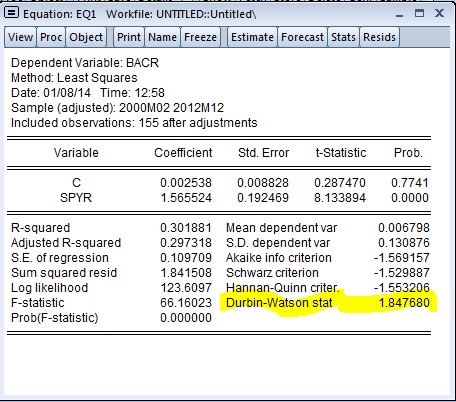 Equation: EQ1 Workfile: UNTITLED::Untitled\
View Proc Object Print Name Freeze Estimate Forecast Stats Resids
Dependent Variable: BACR
Method: Least Squares
Date: 01/08/14 Time: 12:58
Sample (adjusted): 2000M02 2012M12
Included observations: 155 after adjustments
Variable Coefficient Std. Error t-Statistic Prob.
C 0.002538 0.008828 0.287470 0.7741
SPYR 1.565524 0.192469 8.133894 0.0000
R-squared 0.301881 Mean dependent var 0.006798
Adjusted R-squared 0.297318 S.D. dependent var 0.130876
S.E. of regression 0.109709 Akaike info criterion -1.569157
Sum squared resid 1.841508 Schwarz criterion -1.529887
Log likelihood 123.6097 Hannan-Quinn criter. -1.553206
F-statistic 66.16023 Durbin-Watson stat 1.847680
Prob(F-statistic) 0.000000